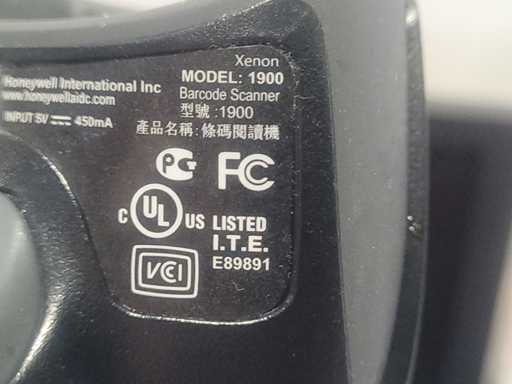 Xenon
Honeywell International Inc
MODEL: 1900
www.honeywellaidc.com
Barcode Scanner
型號 :1900
INPUT 5V ⎓ 450mA
產品名稱: 條碼閱讀機
PG
FC
C UL US LISTED
I.T.E.
E89891
VCI